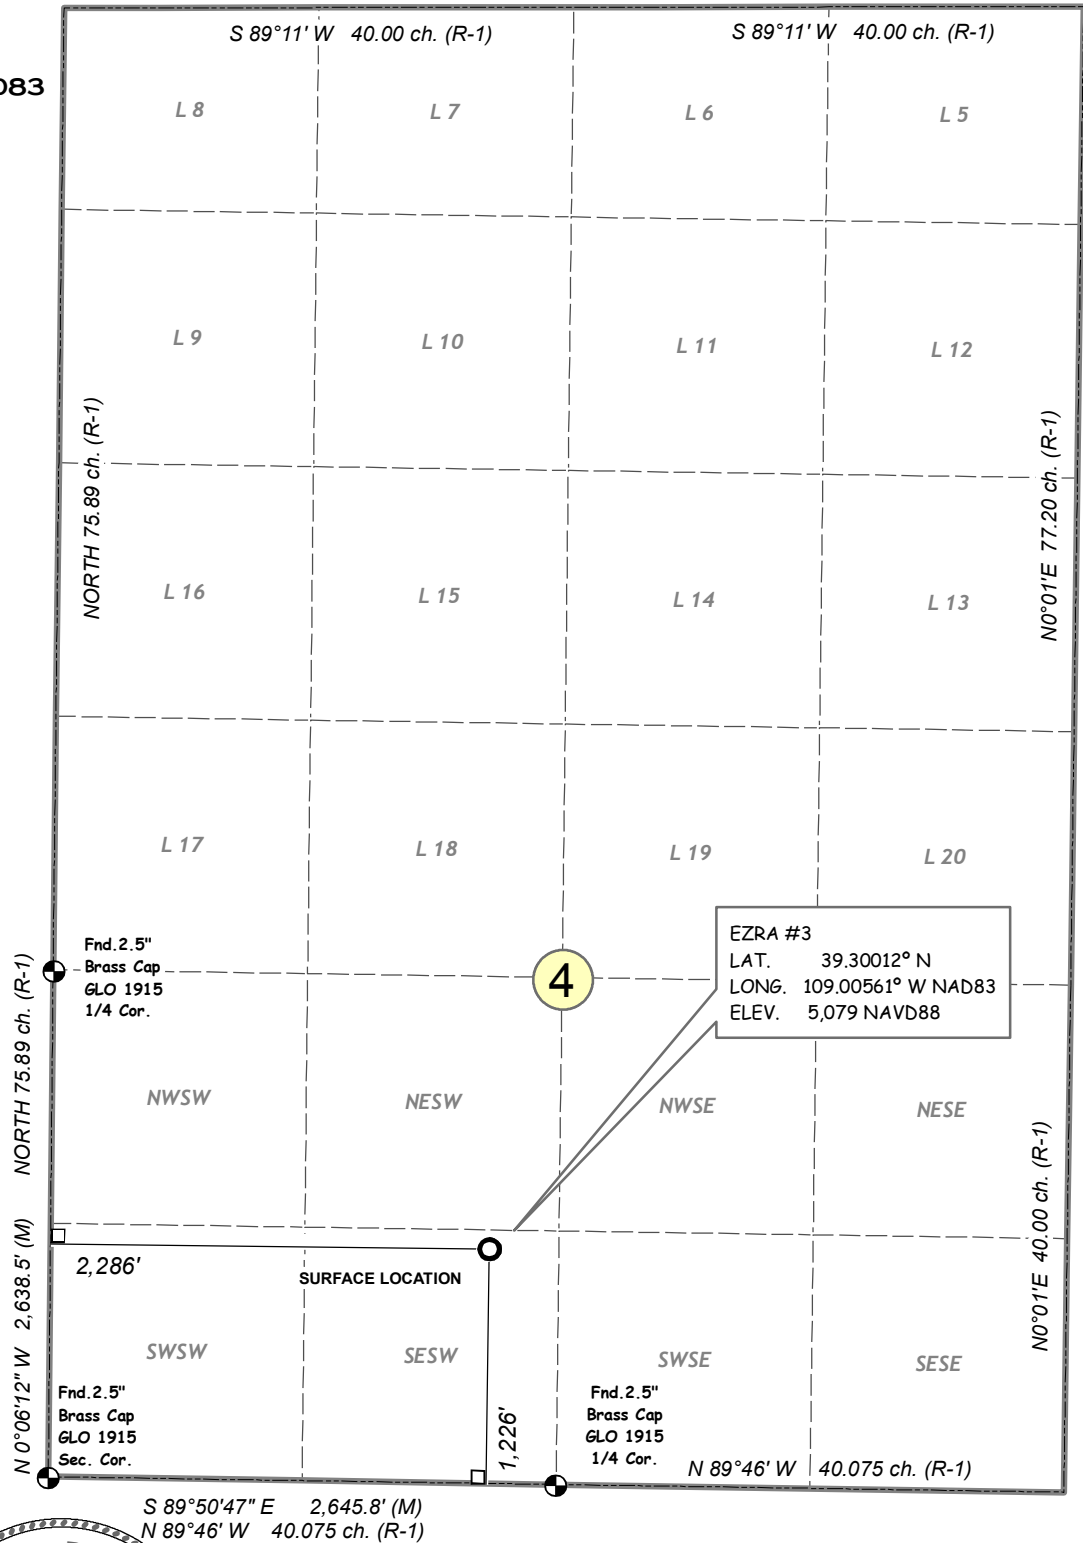 S 89°11' W 40.00 ch. (R-1)
S 89°11' W 40.00 ch. (R-1)
083
L 8
L 7
L 6
L 5
L 9
L 10
L 11
L 12
NORTH 75.89 ch. (R-1)
N0°01'E 77.20 ch. (R-1)
L 16
L 15
L 14
L 13
L 17
L 18
L 19
L 20
Fnd.2.5"
Brass Cap
GLO 1915
1/4 Cor.
4
EZRA #3
LAT. 39.30012° N
LONG. 109.00561° W NAD83
ELEV. 5,079 NAVD88
NORTH 75.89 ch. (R-1)
NWSW
NESW
NWSE
NESE
N0°01'E 40.00 ch. (R-1)
N 0°06'12" W 2,638.5' (M)
2,286'
SURFACE LOCATION
SWSW
SESW
SWSE
SESE
Fnd.2.5"
Brass Cap
GLO 1915
Sec. Cor.
1,226'
Fnd.2.5"
Brass Cap
GLO 1915
1/4 Cor.
N 89°46' W 40.075 ch. (R-1)
S 89°50'47" E 2,645.8' (M)
N 89°46' W 40.075 ch. (R-1)